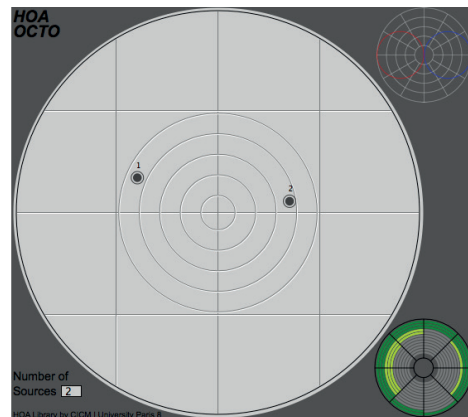 HOA
OCTO
1
2
Number of
Sources 2
HOA Library by CICM | University Paris 8